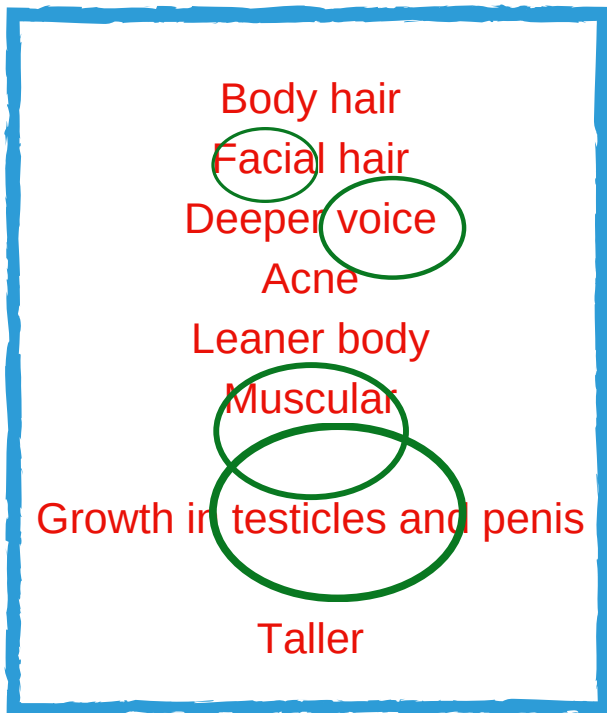 Body hair
Facial hair
Deeper voice
Acne
Leaner body
Muscular
Growth in testicles and penis
Taller